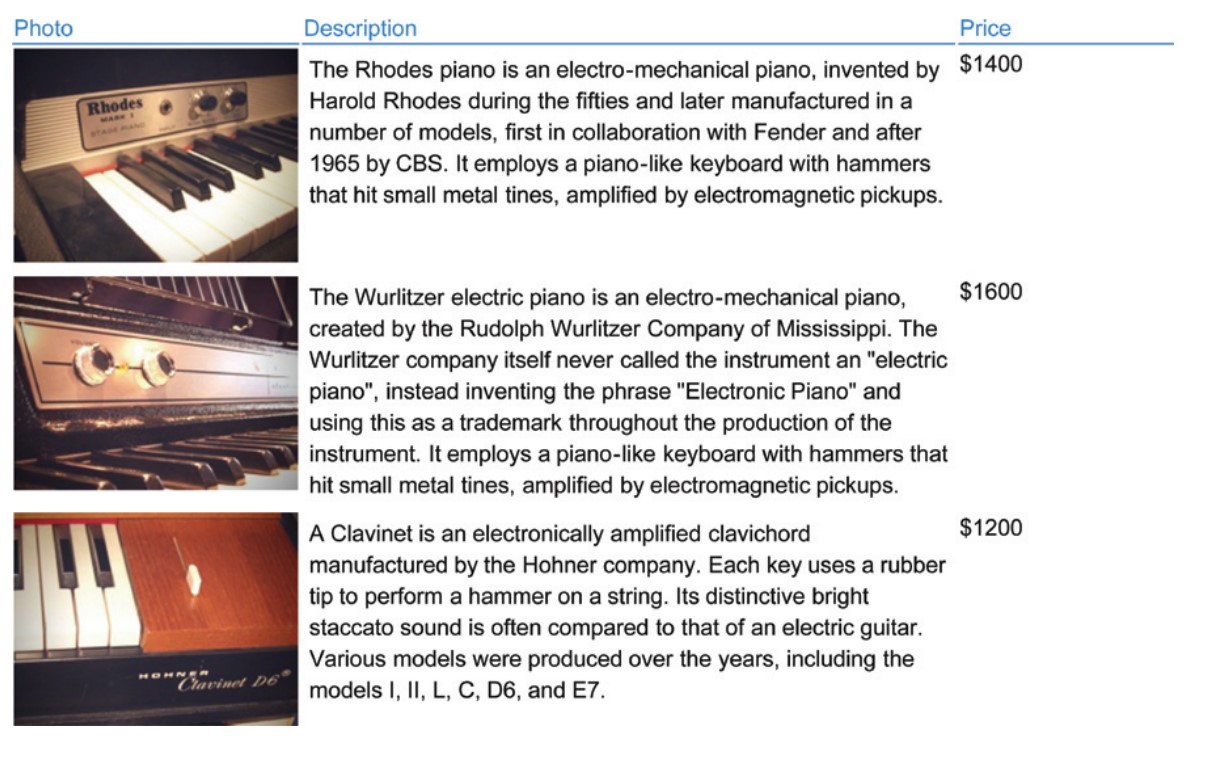 Photo Description Price
Rhodes
MARK I
STAGE PIANO
The Rhodes piano is an electro-mechanical piano, invented by
Harold Rhodes during the fifties and later manufactured in a
number of models, first in collaboration with Fender and after
1965 by CBS. It employs a piano-like keyboard with hammers
that hit small metal tines, amplified by electromagnetic pickups.
$1400
The Wurlitzer electric piano is an electro-mechanical piano,
created by the Rudolph Wurlitzer Company of Mississippi. The
Wurlitzer company itself never called the instrument an "electric
piano", instead inventing the phrase "Electronic Piano" and
using this as a trademark throughout the production of the
instrument. It employs a piano-like keyboard with hammers that
hit small metal tines, amplified by electromagnetic pickups.
$1600
HOHNER
Clavinet D6®
A Clavinet is an electronically amplified clavichord
manufactured by the Hohner company. Each key uses a rubber
tip to perform a hammer on a string. Its distinctive bright
staccato sound is often compared to that of an electric guitar.
Various models were produced over the years, including the
models I, II, L, C, D6, and E7.
$1200